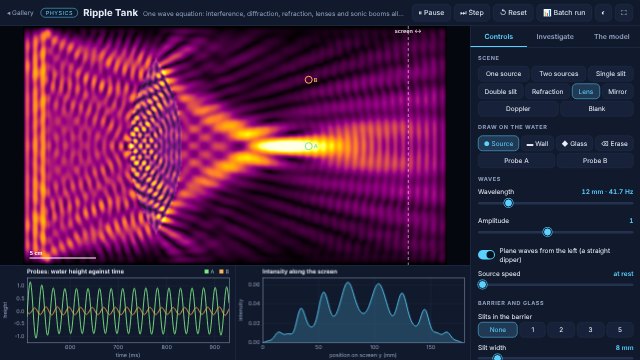 ◂ Gallery PHYSICS Ripple Tank One wave equation: interference, diffraction, refraction, lenses and sonic booms all... Pause Step Reset Batch run
screen ↔
B
A
5 cm
Probes: water height against time A B
height
1.0
0.5
0.0
-0.5
-1.0
600 700 800 900
time (ms)
Intensity along the screen
intensity
0.06
0.04
0.02
0.00
0 50 100 150
position on screen y (mm)
Controls Investigate The model
SCENE
One source Two sources Single slit
Double slit Refraction Lens Mirror
Doppler Blank
DRAW ON THE WATER
Source Wall Glass Erase
Probe A Probe B
WAVES
Wavelength 12 mm · 41.7 Hz
Amplitude 1
Plane waves from the left (a straight
dipper)
Source speed at rest
BARRIER AND GLASS
Slits in the barrier
None 1 2 3 5
Slit width 8 mm